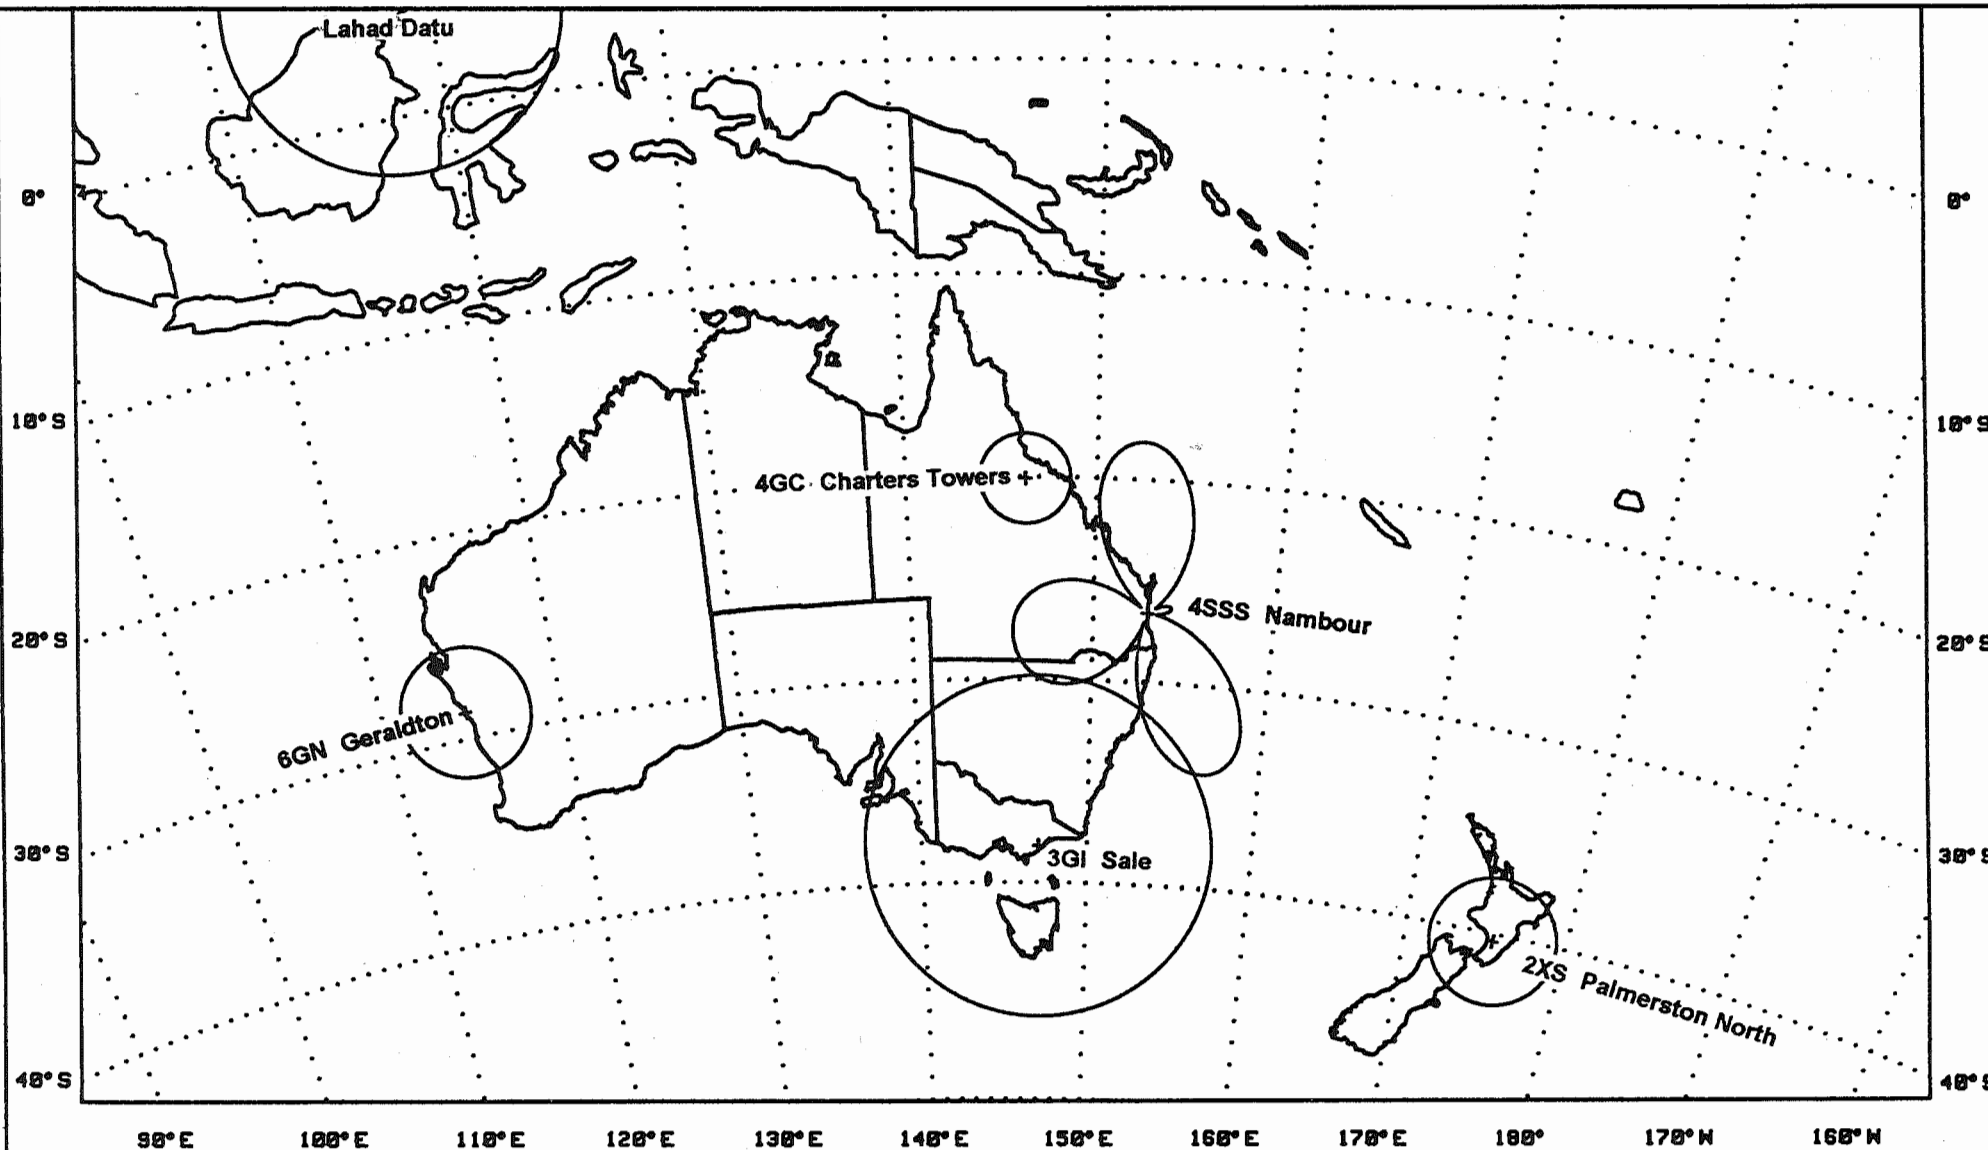 Lahad Datu
0°
0°
10°S
10°S
4GC Charters Towers
4SSS Nambour
20°S
20°S
6GN Geraldton
30°S
30°S
3GI Sale
2XS Palmerston North
40°S
40°S
90°E 100°E 110°E 120°E 130°E 140°E 150°E 160°E 170°E 180° 170°W 160°W